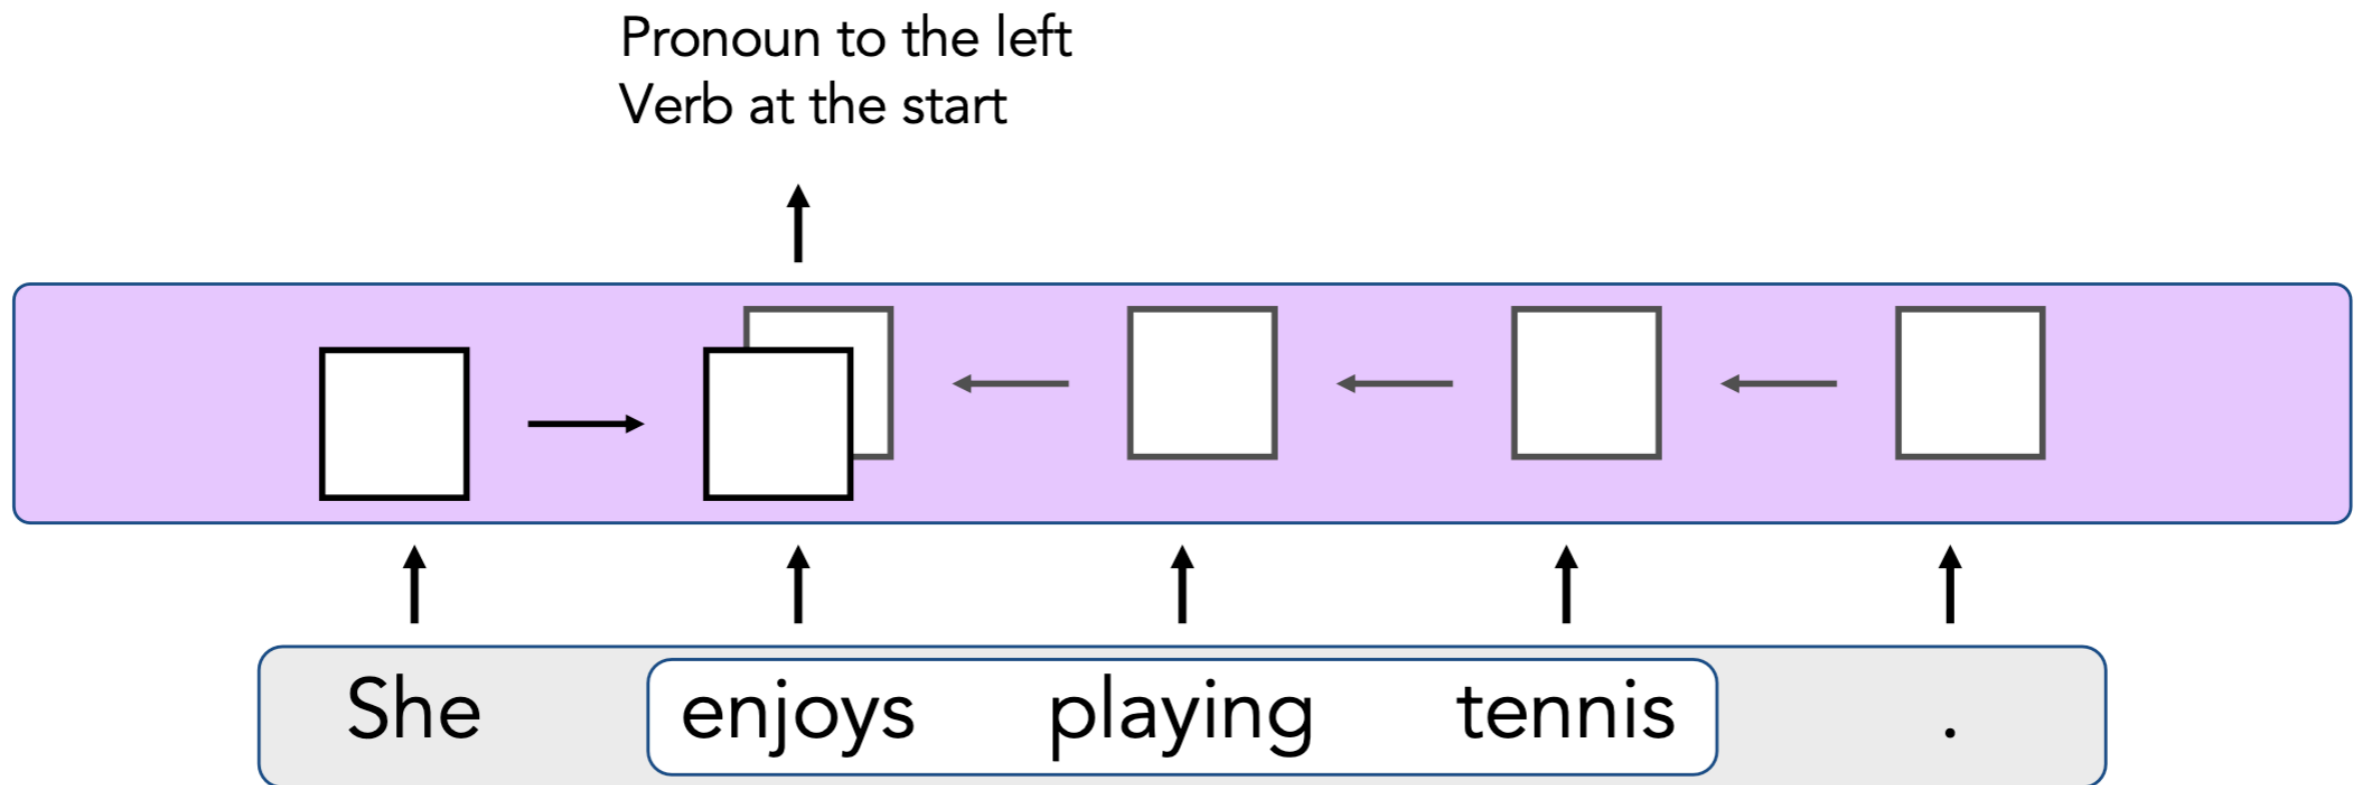 Pronoun to the left
Verb at the start
She enjoys playing tennis .